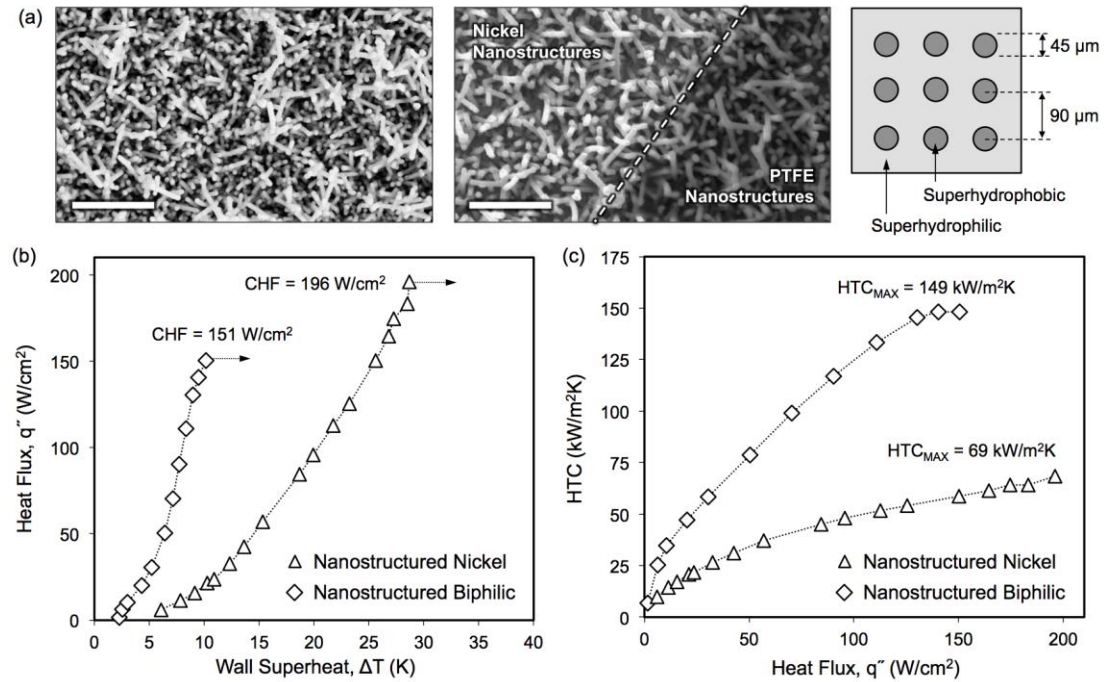 (a)
Nickel
Nanostructures
PTFE
Nanostructures
45 µm
90 µm
Superhydrophobic
Superhydrophilic
(b)
200
150
100
50
0
Heat Flux, q″ (W/cm²)
CHF = 196 W/cm²
CHF = 151 W/cm²
Nanostructured Nickel
Nanostructured Biphilic
0 5 10 15 20 25 30 35 40
Wall Superheat, ΔT (K)
(c)
175
150
125
100
75
50
25
0
HTC (kW/m²K)
HTC_MAX = 149 kW/m²K
HTC_MAX = 69 kW/m²K
Nanostructured Nickel
Nanostructured Biphilic
0 50 100 150 200
Heat Flux, q″ (W/cm²)